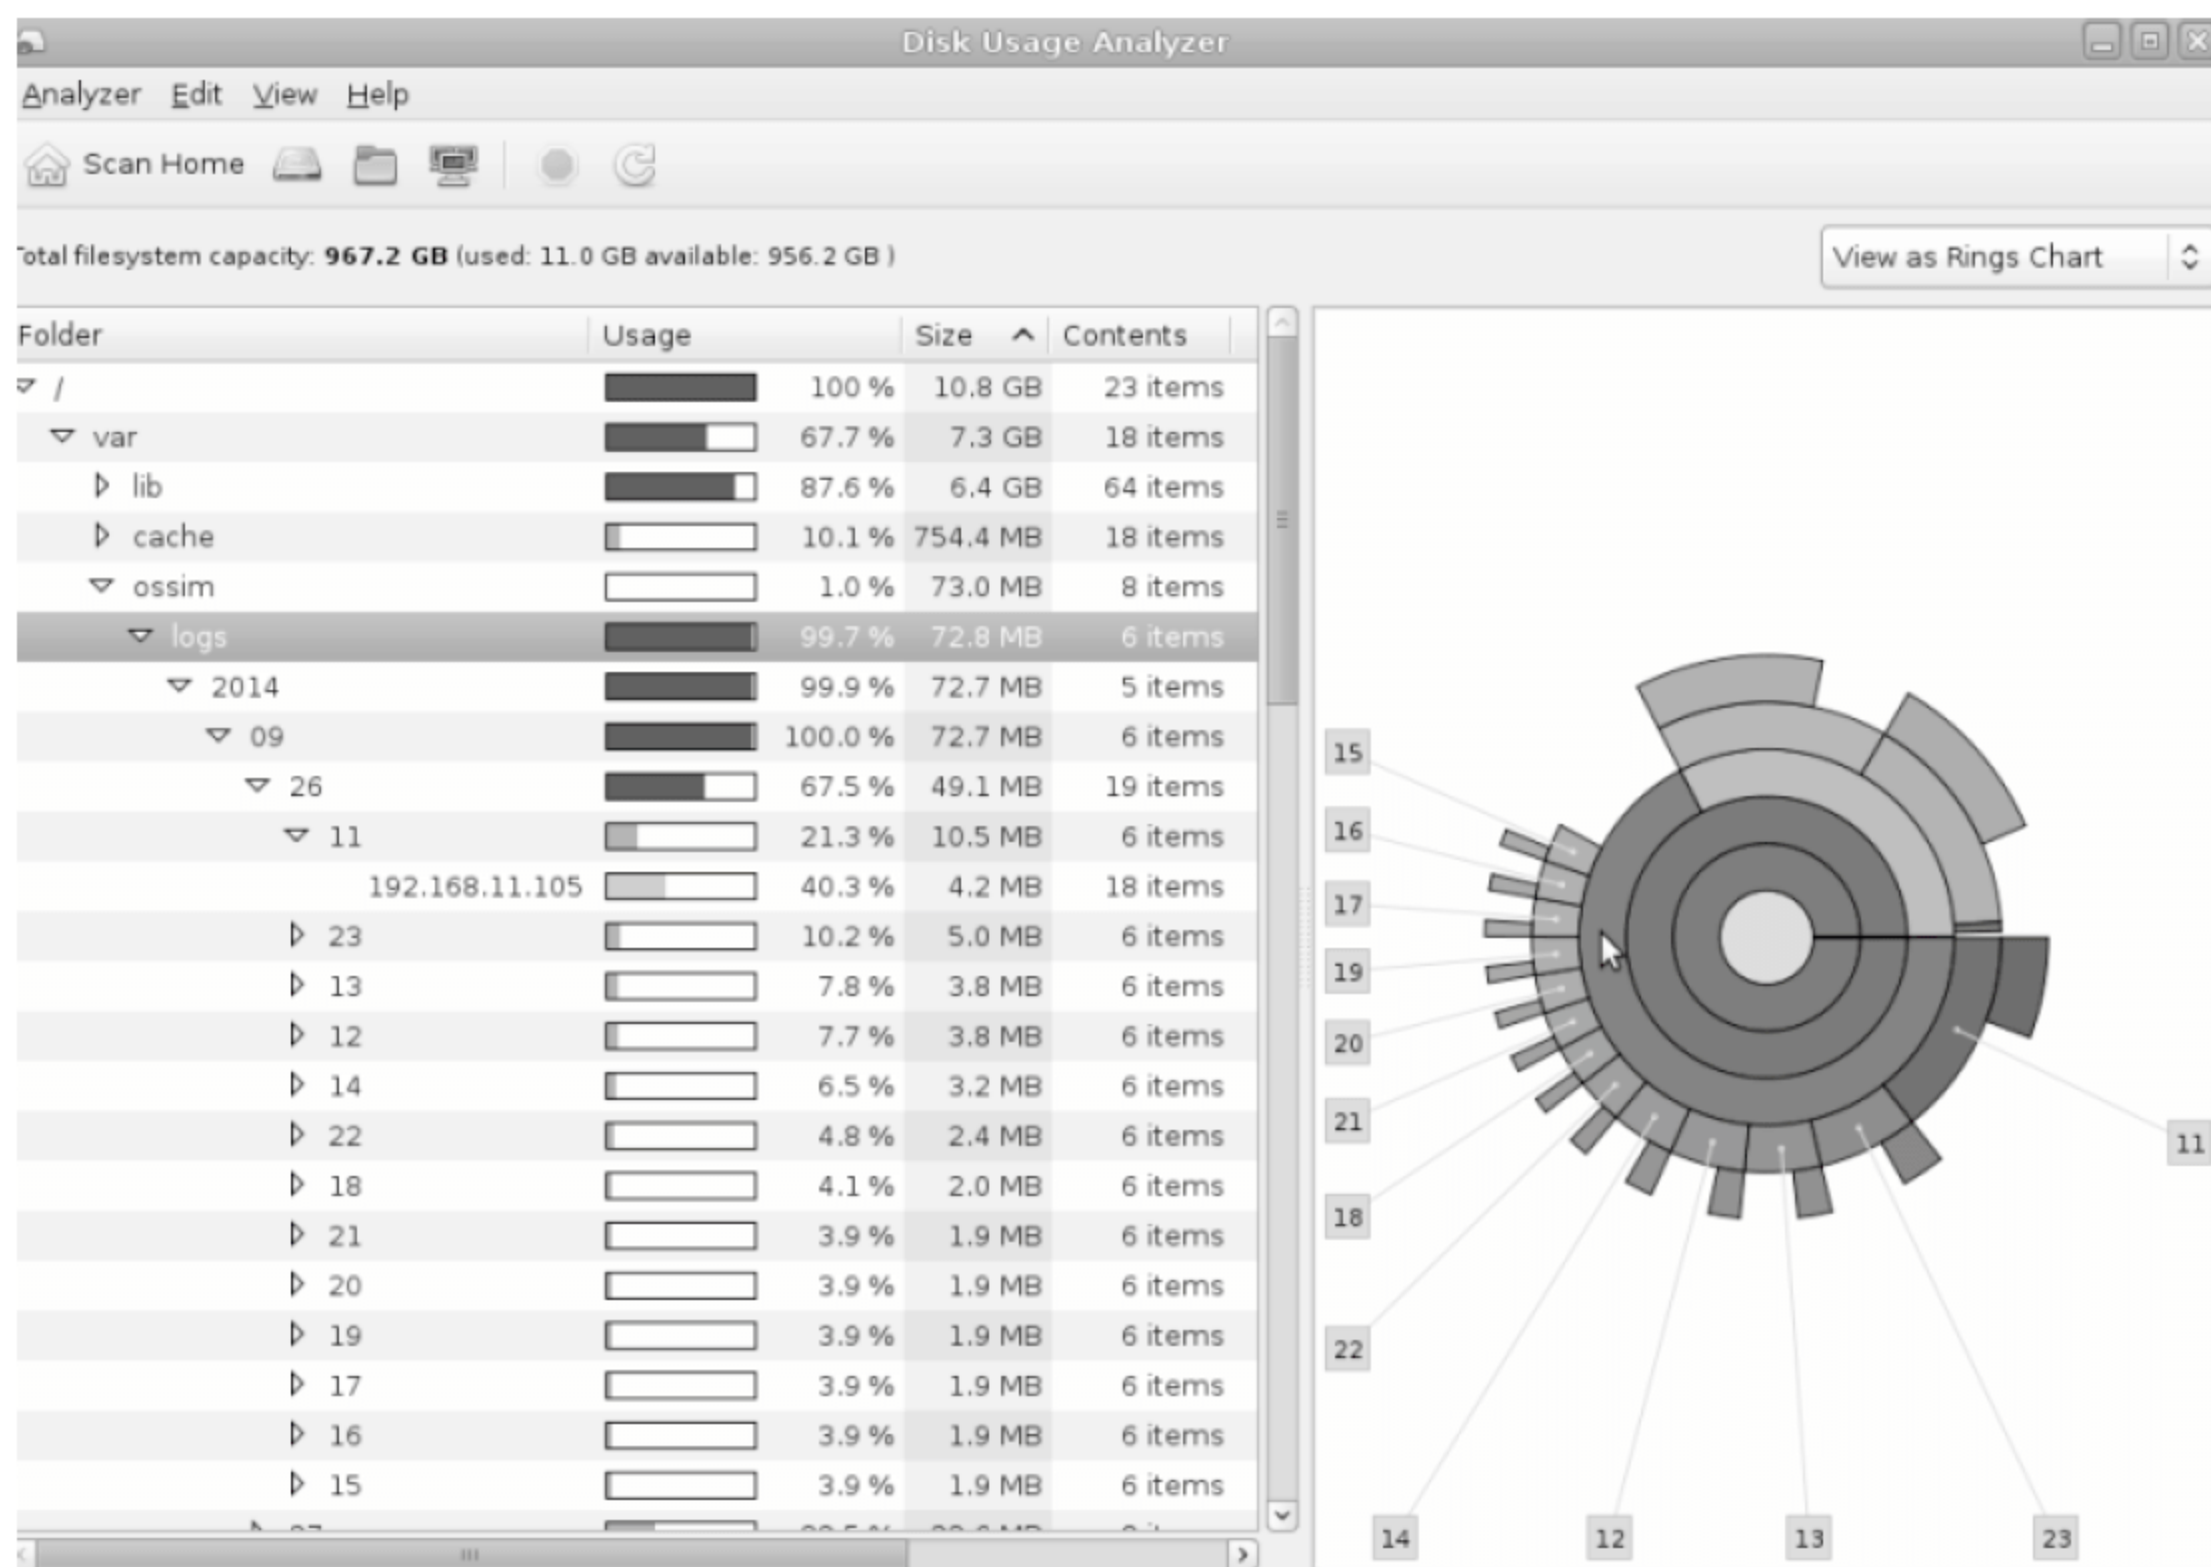 Disk Usage Analyzer
Analyzer Edit View Help
Scan Home
otal filesystem capacity: 967.2 GB (used: 11.0 GB available: 956.2 GB )
View as Rings Chart
Folder Usage Size Contents
/ 100 % 10.8 GB 23 items
var 67.7 % 7.3 GB 18 items
lib 87.6 % 6.4 GB 64 items
cache 10.1 % 754.4 MB 18 items
ossim 1.0 % 73.0 MB 8 items
logs 99.7 % 72.8 MB 6 items
2014 99.9 % 72.7 MB 5 items
09 100.0 % 72.7 MB 6 items
26 67.5 % 49.1 MB 19 items
11 21.3 % 10.5 MB 6 items
192.168.11.105 40.3 % 4.2 MB 18 items
23 10.2 % 5.0 MB 6 items
13 7.8 % 3.8 MB 6 items
12 7.7 % 3.8 MB 6 items
14 6.5 % 3.2 MB 6 items
22 4.8 % 2.4 MB 6 items
18 4.1 % 2.0 MB 6 items
21 3.9 % 1.9 MB 6 items
20 3.9 % 1.9 MB 6 items
19 3.9 % 1.9 MB 6 items
17 3.9 % 1.9 MB 6 items
16 3.9 % 1.9 MB 6 items
15 3.9 % 1.9 MB 6 items
15
16
17
19
20
21
11
18
22
14 12 13 23